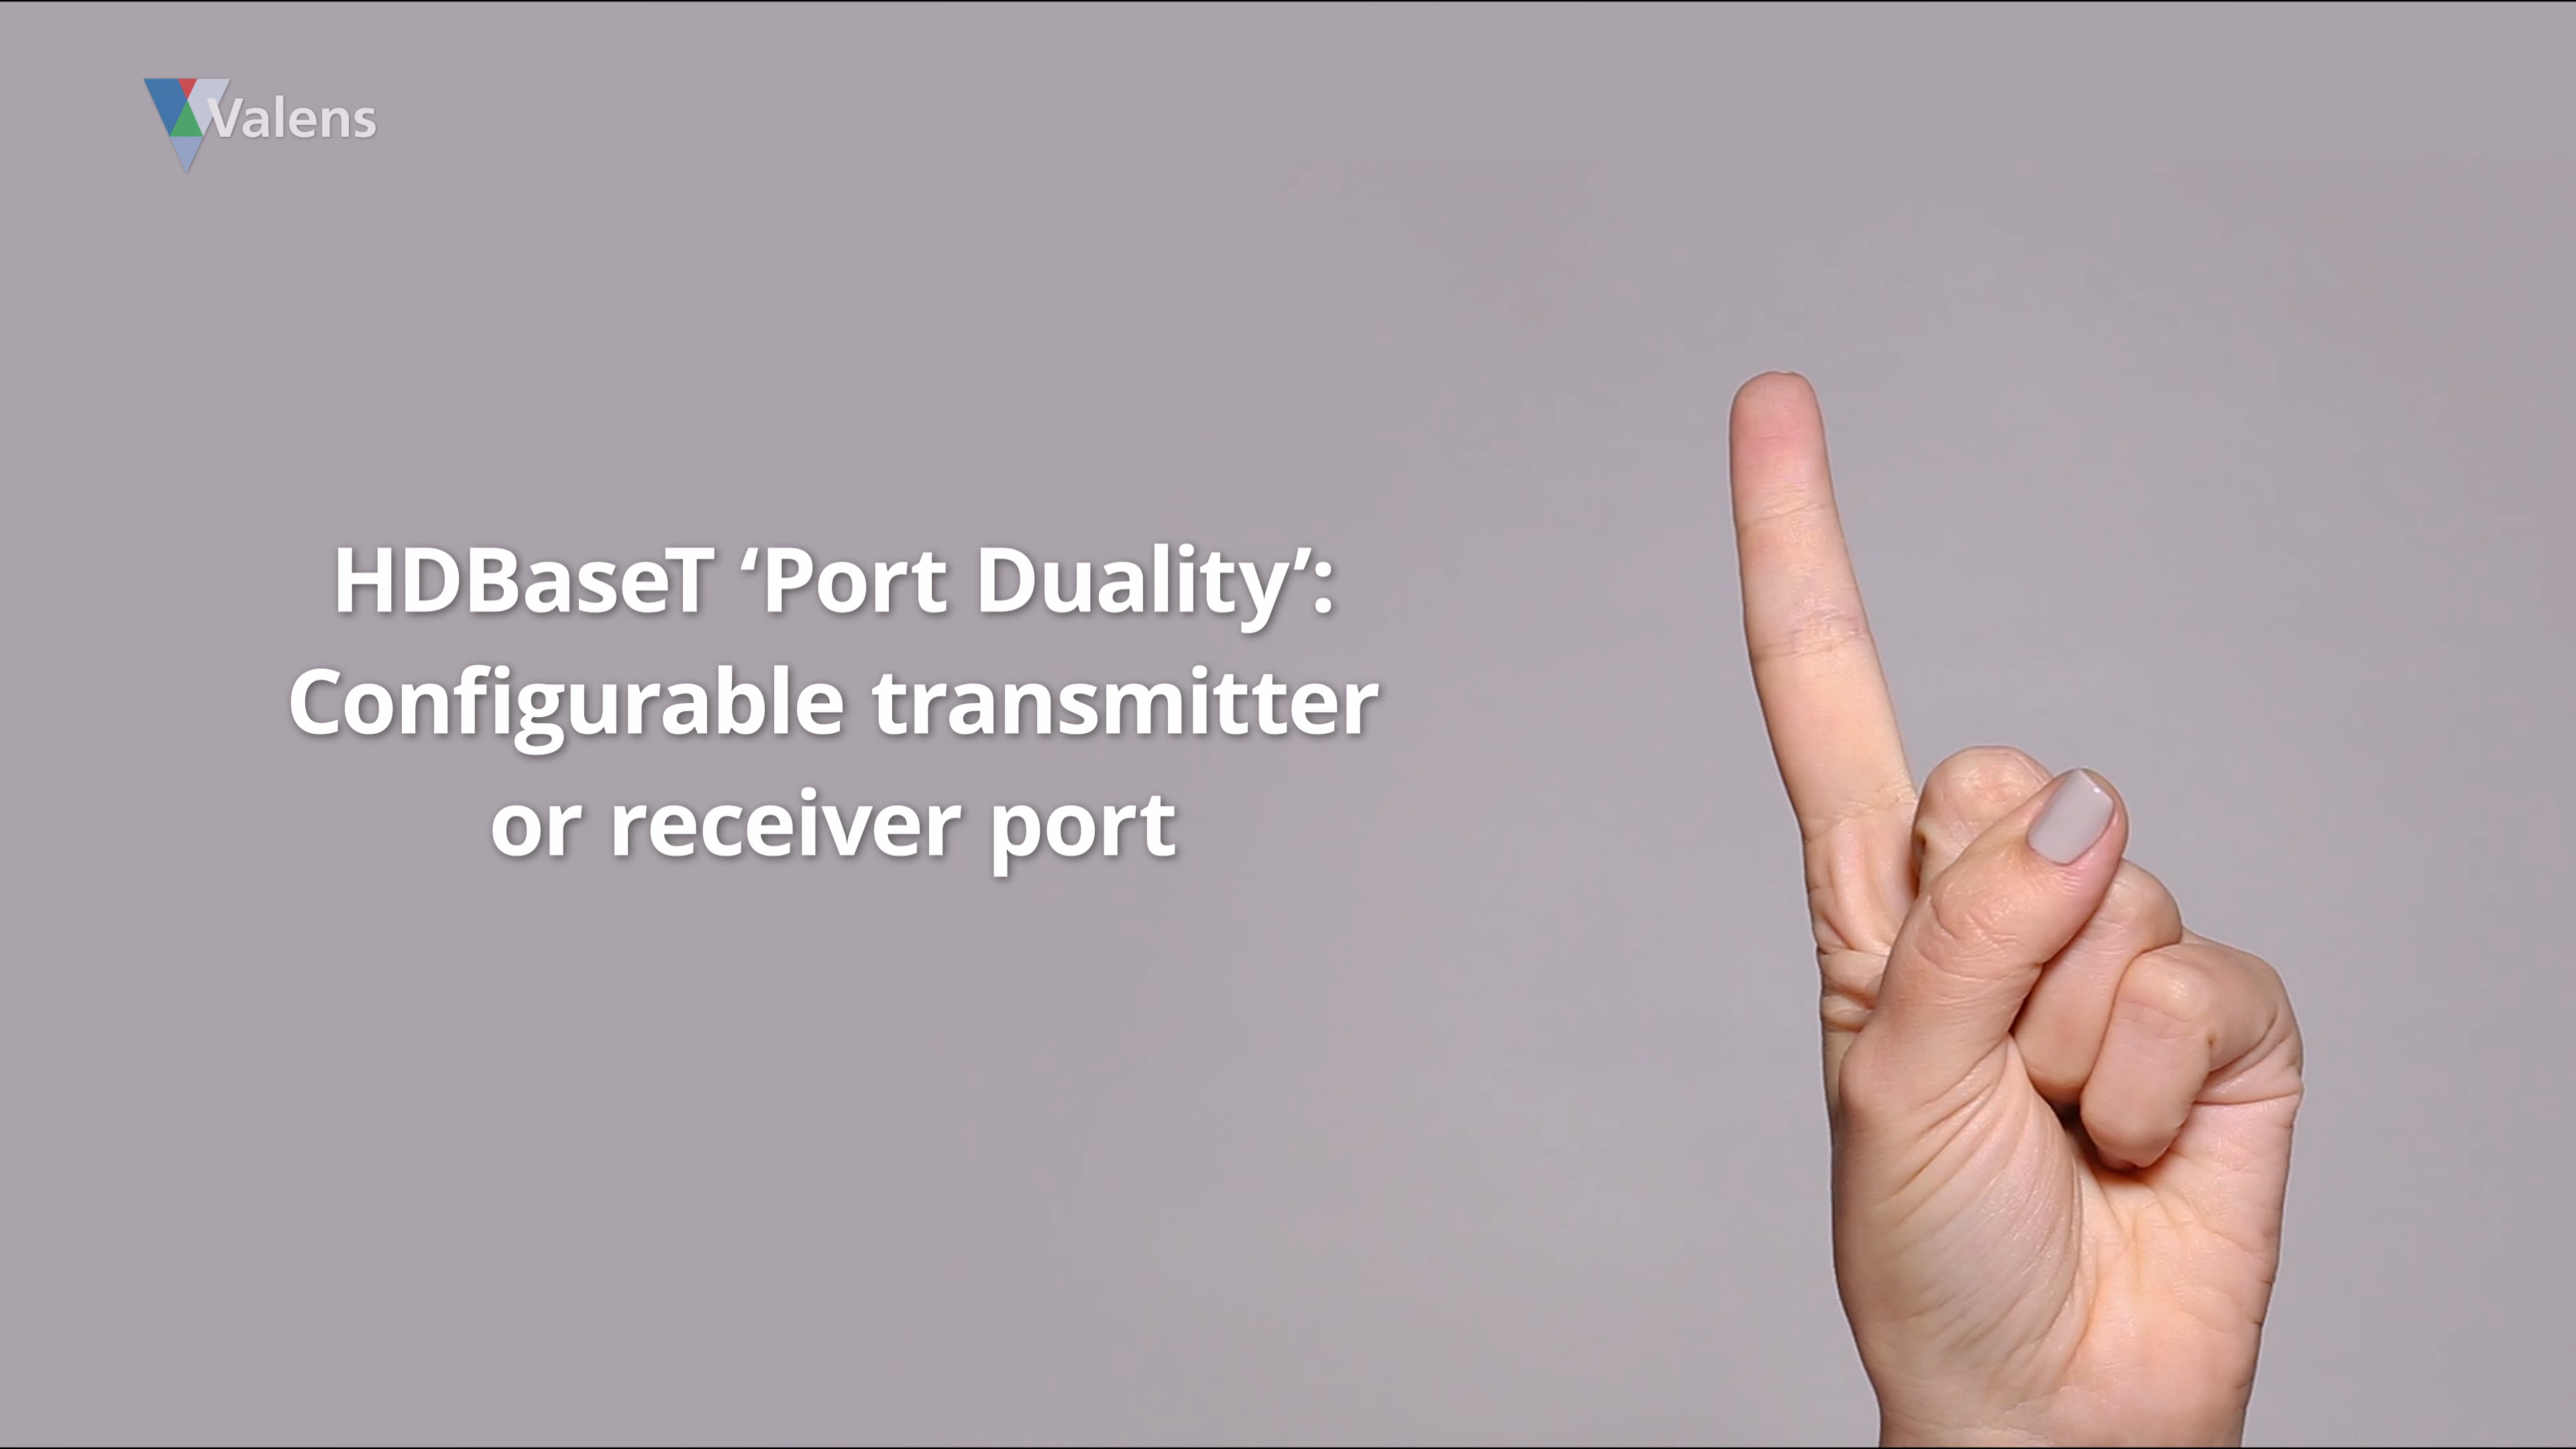 Valens
HDBaseT ‘Port Duality’:
Configurable transmitter
or receiver port